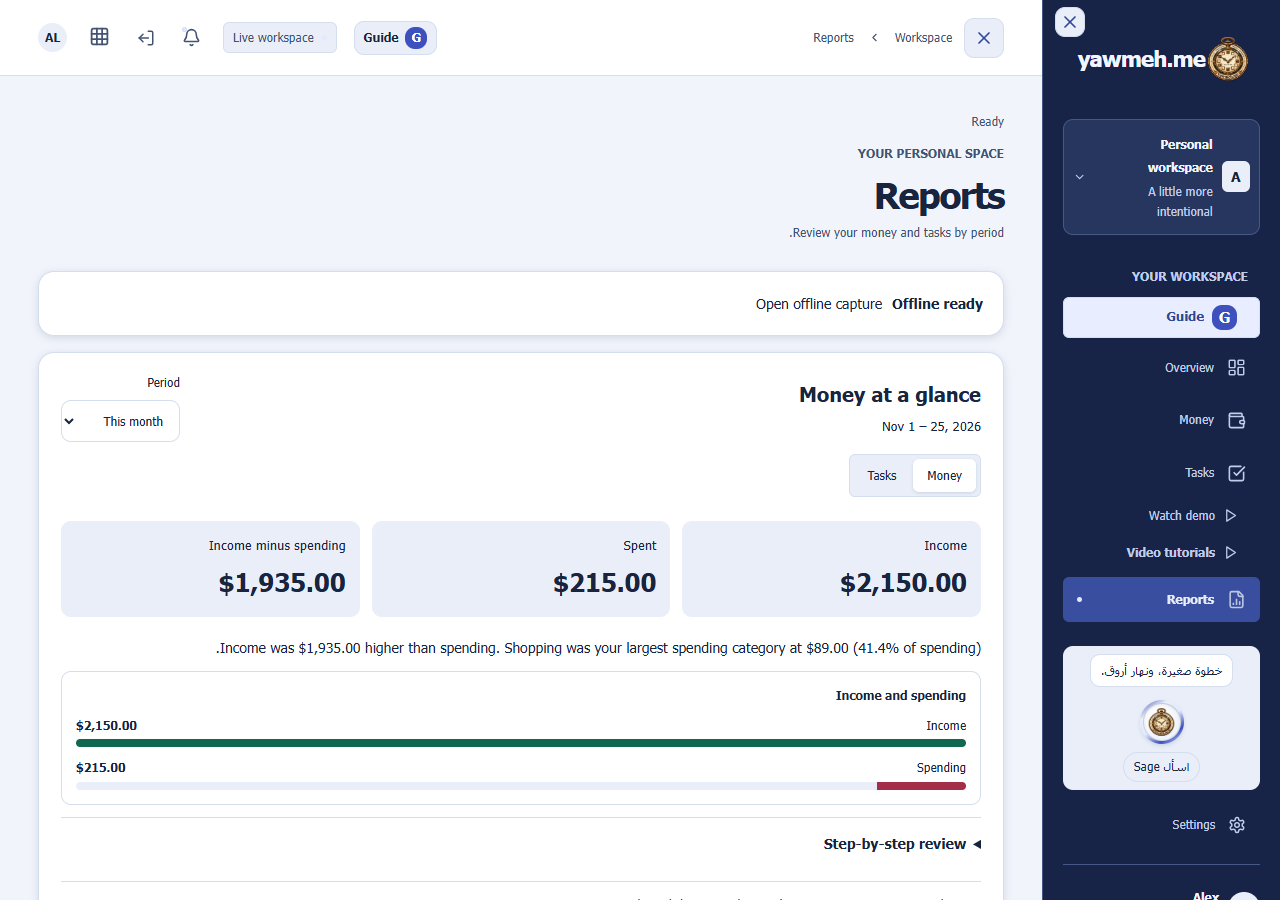 AL
Live workspace
Guide G
Reports
Workspace
yawmeh.me
Personal
workspace
A little more
intentional
A
YOUR WORKSPACE
Guide G
Overview
Money
Tasks
Watch demo
Video tutorials
Reports
خطوة صغيرة، ونهار أروق.
اسأل Sage
Settings
Alex
Ready
YOUR PERSONAL SPACE
Reports
.Review your money and tasks by period
Open offline capture Offline ready
Money at a glance
Nov 1 – 25, 2026
Period
This month
Tasks
Money
Income
$2,150.00
Spent
$215.00
Income minus spending
$1,935.00
.Income was $1,935.00 higher than spending. Shopping was your largest spending category at $89.00 (41.4% of spending)
Income and spending
Income
$2,150.00
Spending
$215.00
Step-by-step review